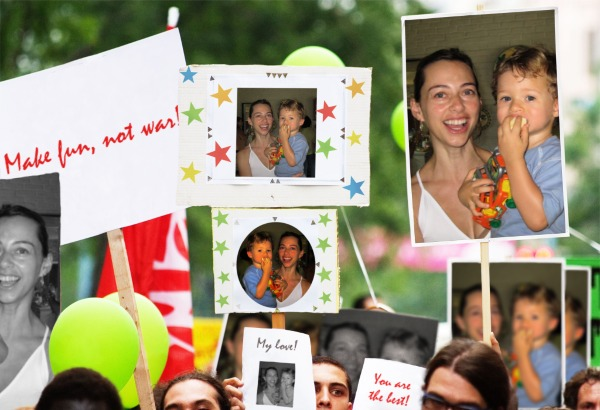 Make fun, not war!
My love!
You are
the best!